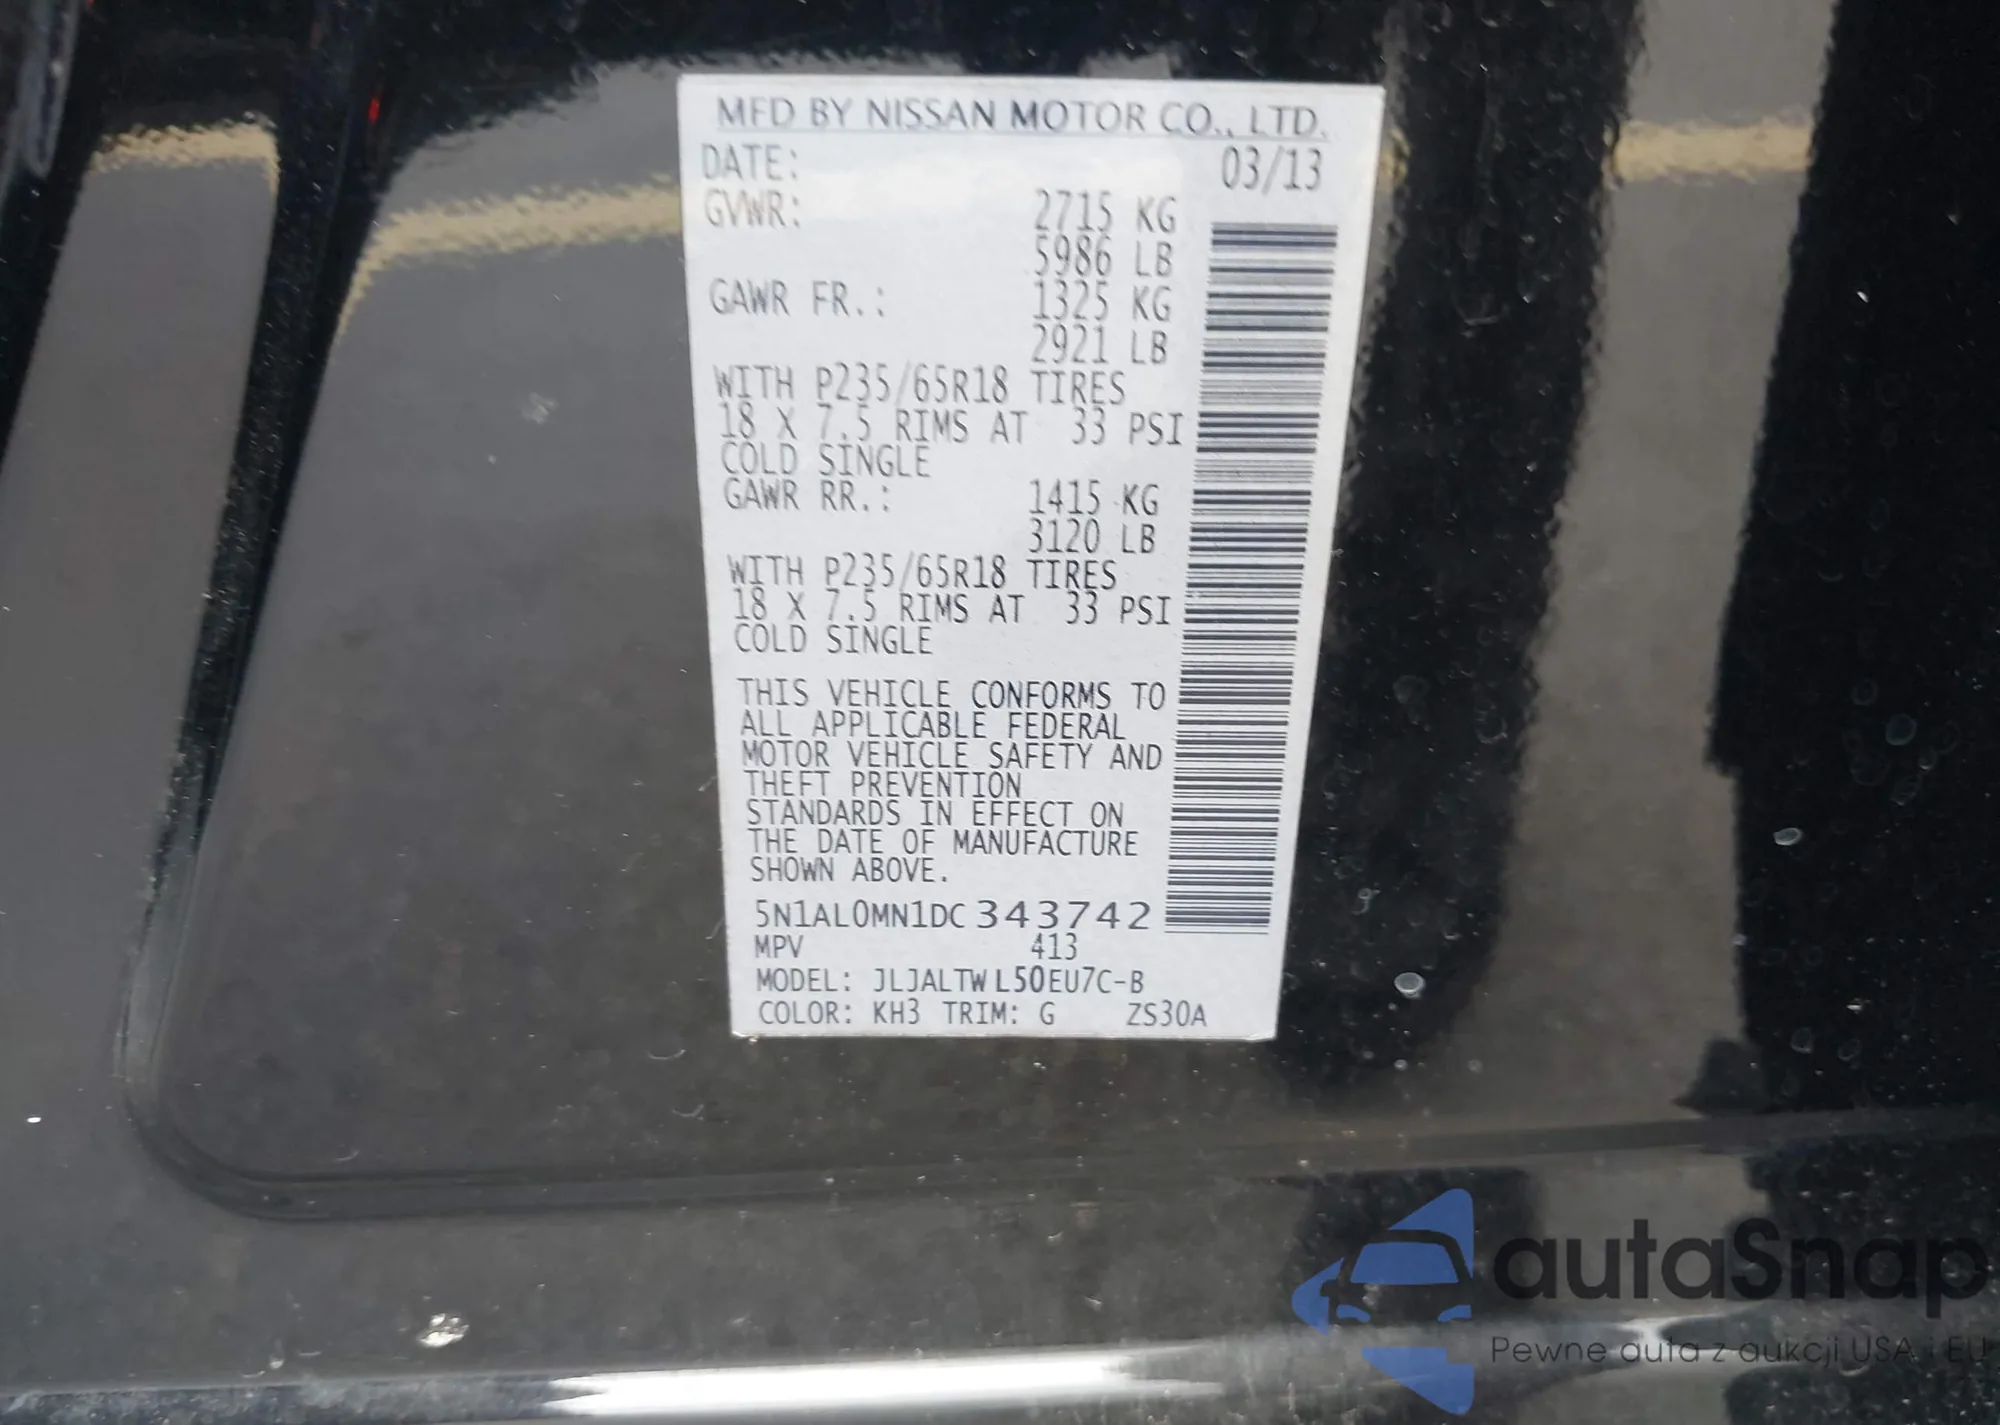 MFD BY NISSAN MOTOR CO., LTD.
DATE: 03/13
GVWR: 2715 KG
5986 LB
GAWR FR.: 1325 KG
2921 LB
WITH P235/65R18 TIRES
18 X 7.5 RIMS AT 33 PSI
COLD SINGLE
GAWR RR.: 1415 KG
3120 LB
WITH P235/65R18 TIRES
18 X 7.5 RIMS AT 33 PSI
COLD SINGLE
THIS VEHICLE CONFORMS TO
ALL APPLICABLE FEDERAL
MOTOR VEHICLE SAFETY AND
THEFT PREVENTION
STANDARDS IN EFFECT ON
THE DATE OF MANUFACTURE
SHOWN ABOVE.
5N1AL0MN1DC343742
MPV 413
MODEL: JLJALTWL50EU7C-B
COLOR: KH3 TRIM: G ZS30A
autaSnap
Pewne auta z aukcji USA i EU